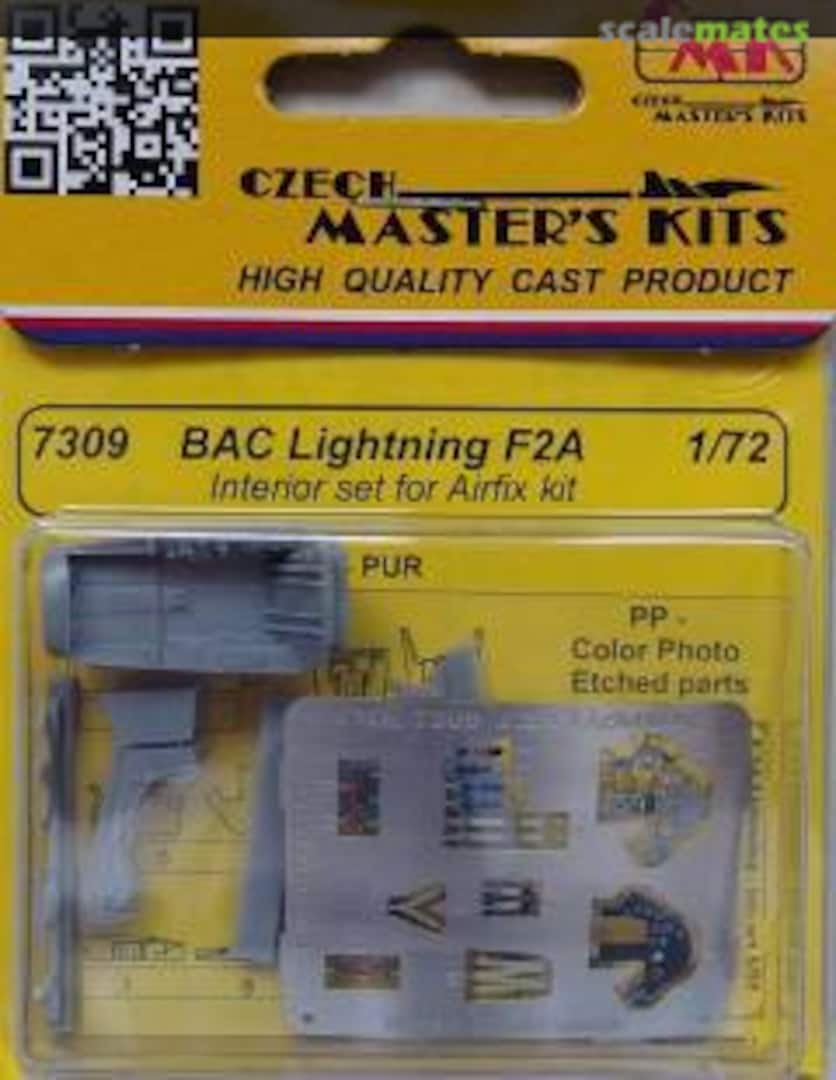 scalemates
MK
CZECH
MASTER'S KITS
CZECH
MASTER'S KITS
HIGH QUALITY CAST PRODUCT
7309 BAC Lightning F2A 1/72
Interior set for Airfix kit
PUR
PP -
Color Photo
Etched parts